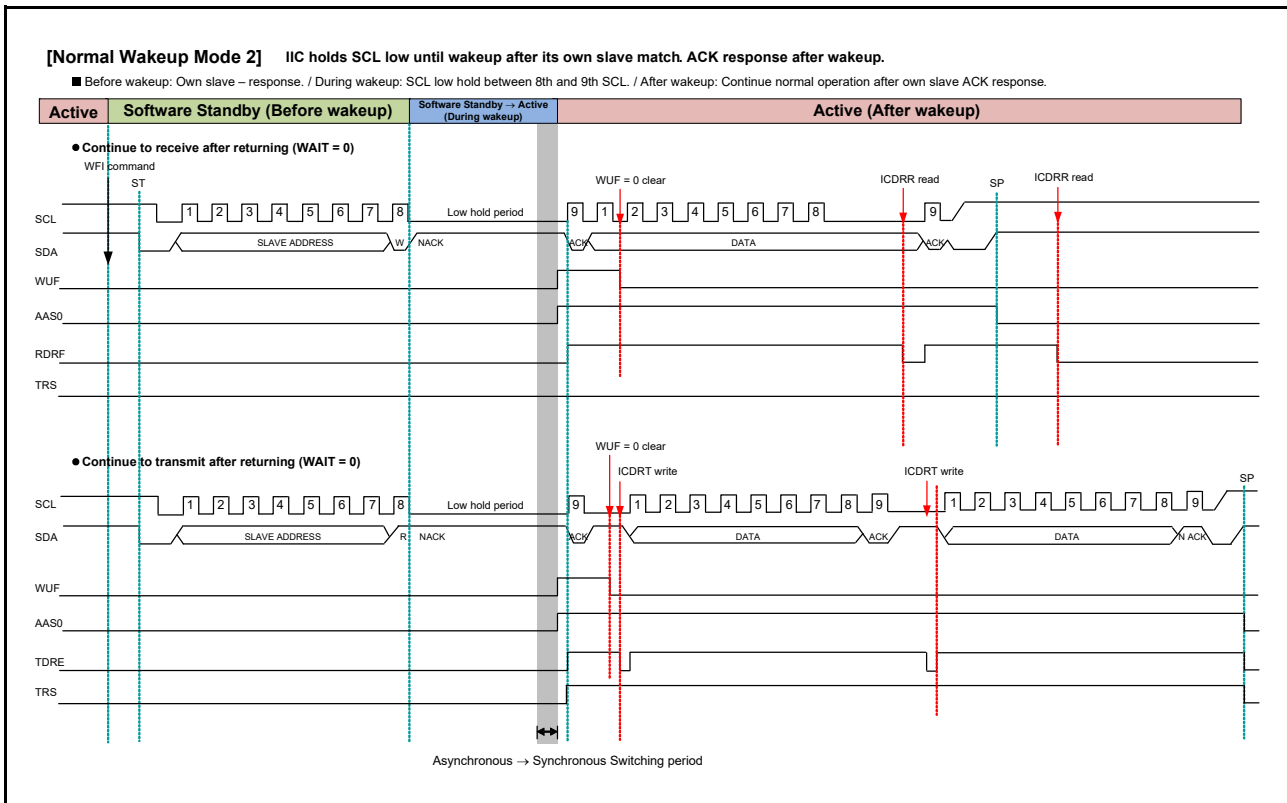 [Normal Wakeup Mode 2] IIC holds SCL low until wakeup after its own slave match. ACK response after wakeup.
■ Before wakeup: Own slave – response. / During wakeup: SCL low hold between 8th and 9th SCL. / After wakeup: Continue normal operation after own slave ACK response.
Active Software Standby (Before wakeup) Software Standby → Active (During wakeup) Active (After wakeup)
● Continue to receive after returning (WAIT = 0)
WFI command
ST WUF = 0 clear ICDRR read SP ICDRR read
SCL 1 2 3 4 5 6 7 8 Low hold period 9 1 2 3 4 5 6 7 8 9
SDA SLAVE ADDRESS W NACK ACK DATA ACK
WUF
AAS0
RDRF
TRS
WUF = 0 clear
● Continue to transmit after returning (WAIT = 0)
ICDRT write ICDRT write SP
SCL 1 2 3 4 5 6 7 8 Low hold period 9 1 2 3 4 5 6 7 8 9 1 2 3 4 5 6 7 8 9
SDA SLAVE ADDRESS R NACK ACK DATA ACK DATA N ACK
WUF
AAS0
TDRE
TRS
Asynchronous → Synchronous Switching period